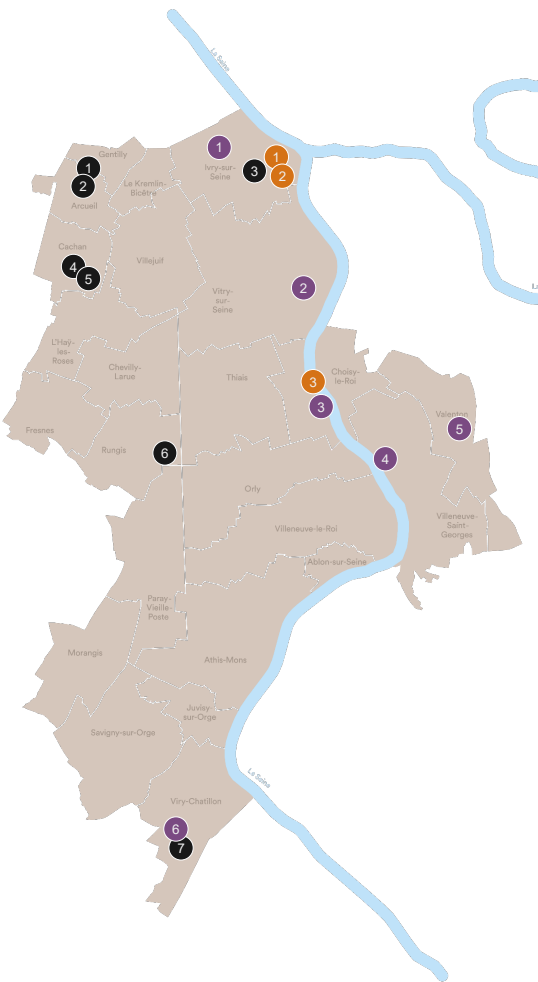 La Seine
1
Gentilly
1
1
3
Ivry-sur-
Seine
2
2
Le Kremlin-
Bicêtre
Arcueil
Cachan
4
5
Villejuif
2
Vitry-
sur-
Seine
L'Haÿ-
les-
Roses
Chevilly-
Larue
Thiais
3
Choisy-
le-Roi
3
Valenton
5
Fresnes
Rungis
6
4
Orly
Villeneuve-le-Roi
Villeneuve-
Saint-
Georges
Ablon-sur-Seine
Paray-
Vieille-
Poste
Morangis
Athis-Mons
Juvisy-
sur-Orge
Savigny-sur-Orge
La Seine
Viry-Chatillon
6
7